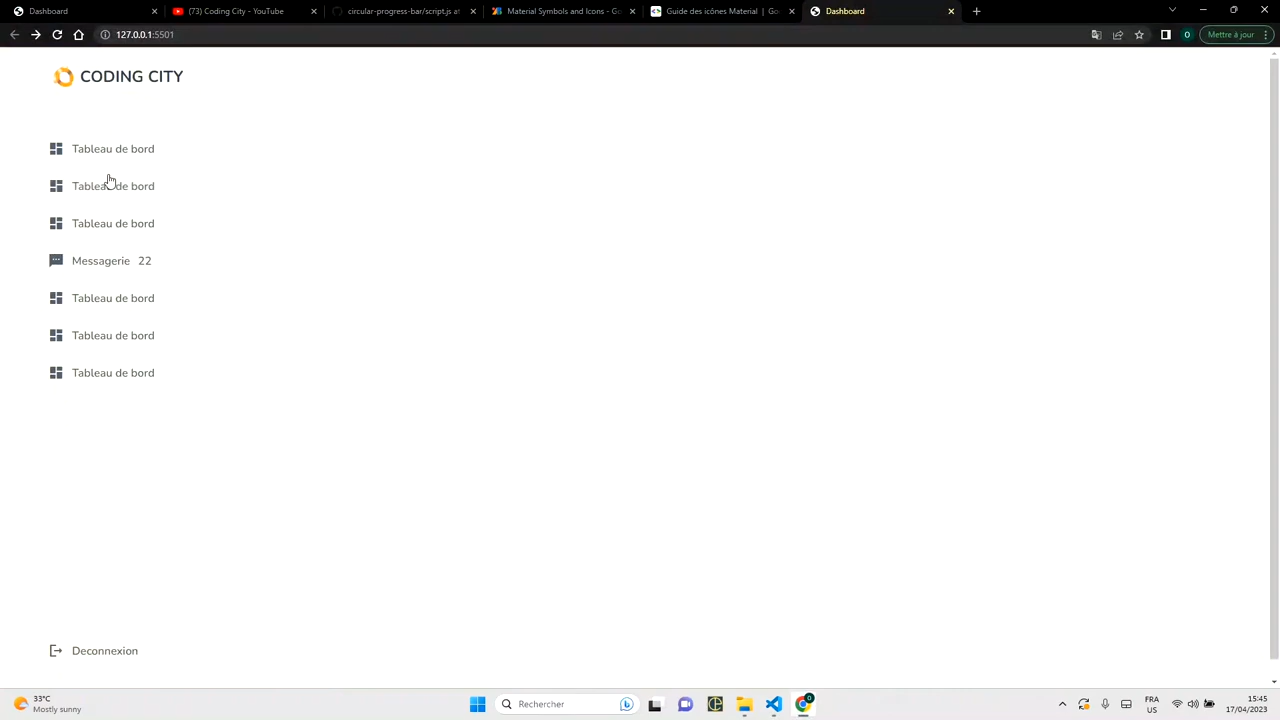 Dashboard
(73) Coding City - YouTube
circular-progress-bar/script.js at
Material Symbols and Icons - Go
Guide des icônes Material | Go
Dashboard
127.0.0.1:5501
Mettre à jour
CODING CITY
Tableau de bord
Tableau de bord
Tableau de bord
Messagerie 22
Tableau de bord
Tableau de bord
Tableau de bord
Deconnexion
33°C
Mostly sunny
Rechercher
FRA
US
15:45
17/04/2023